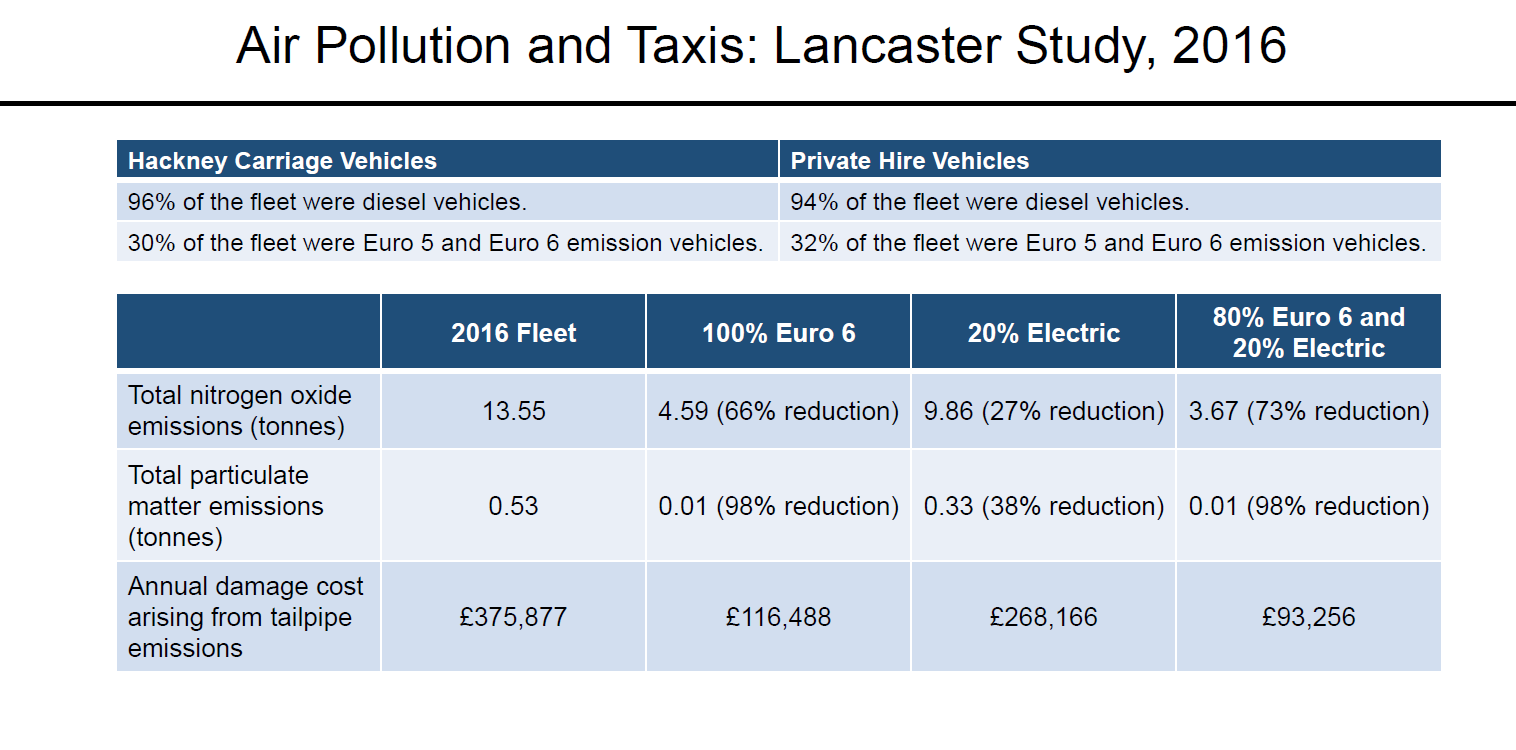 Air Pollution and Taxis: Lancaster Study, 2016
Hackney Carriage Vehicles
Private Hire Vehicles
96% of the fleet were diesel vehicles.
94% of the fleet were diesel vehicles.
30% of the fleet were Euro 5 and Euro 6 emission vehicles.
32% of the fleet were Euro 5 and Euro 6 emission vehicles.
2016 Fleet
100% Euro 6
20% Electric
80% Euro 6 and
20% Electric
Total nitrogen oxide
emissions (tonnes)
13.55
4.59 (66% reduction)
9.86 (27% reduction)
3.67 (73% reduction)
Total particulate
matter emissions
(tonnes)
0.53
0.01 (98% reduction)
0.33 (38% reduction)
0.01 (98% reduction)
Annual damage cost
arising from tailpipe
emissions
£375,877
£116,488
£268,166
£93,256